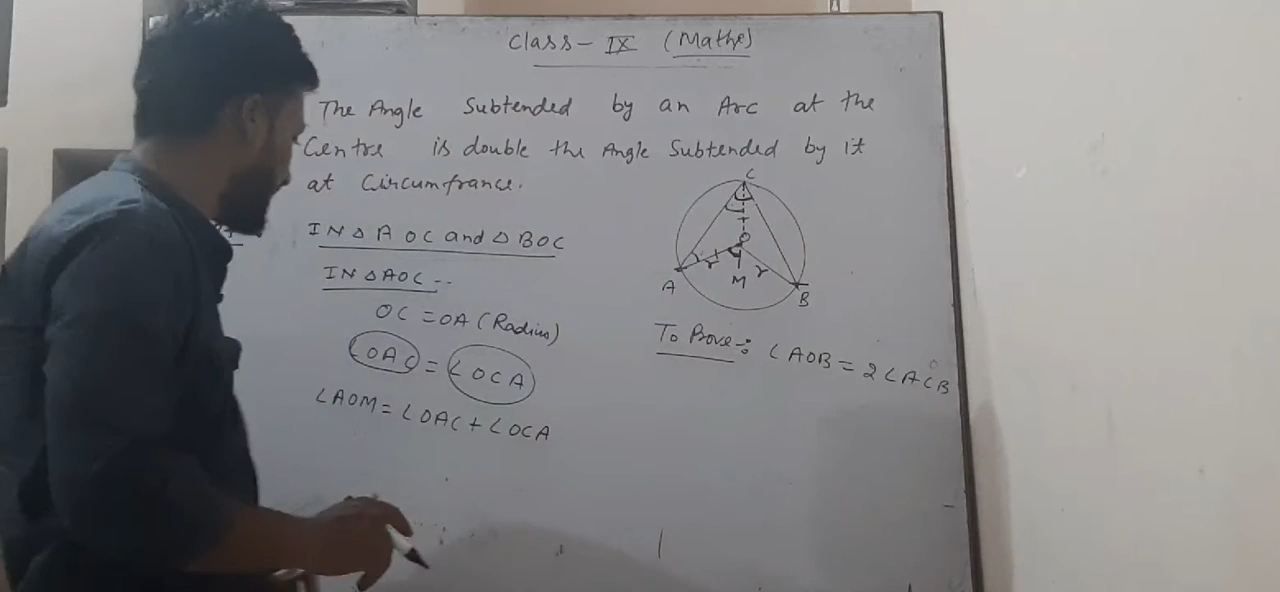 Class - IX (Maths)
The Angle Subtended by an Arc at the
Centre is double the Angle Subtended by it
at Circumfrance.
IN △ AOC and △ BOC
IN △ AOC --
OC = OA (Radius)
∠OAC = ∠OCA
∠AOM = ∠OAC + ∠OCA
C
O
r
r
A
M
B
To Prove -: ∠AOB = 2∠ACB